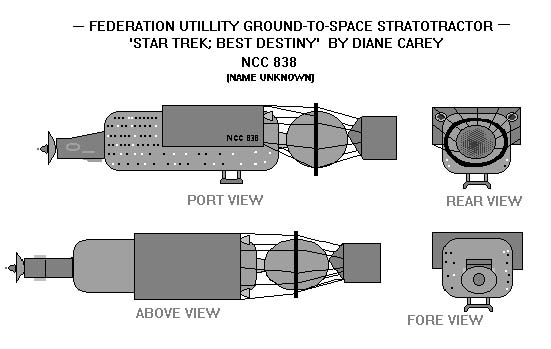 — FEDERATION UTILLITY GROUND-TO-SPACE STRATOTRACTOR —
'STAR TREK; BEST DESTINY' BY DIANE CAREY
NCC 838
(NAME UNKNOWN)
NCC 838
PORT VIEW
REAR VIEW
ABOVE VIEW
FORE VIEW